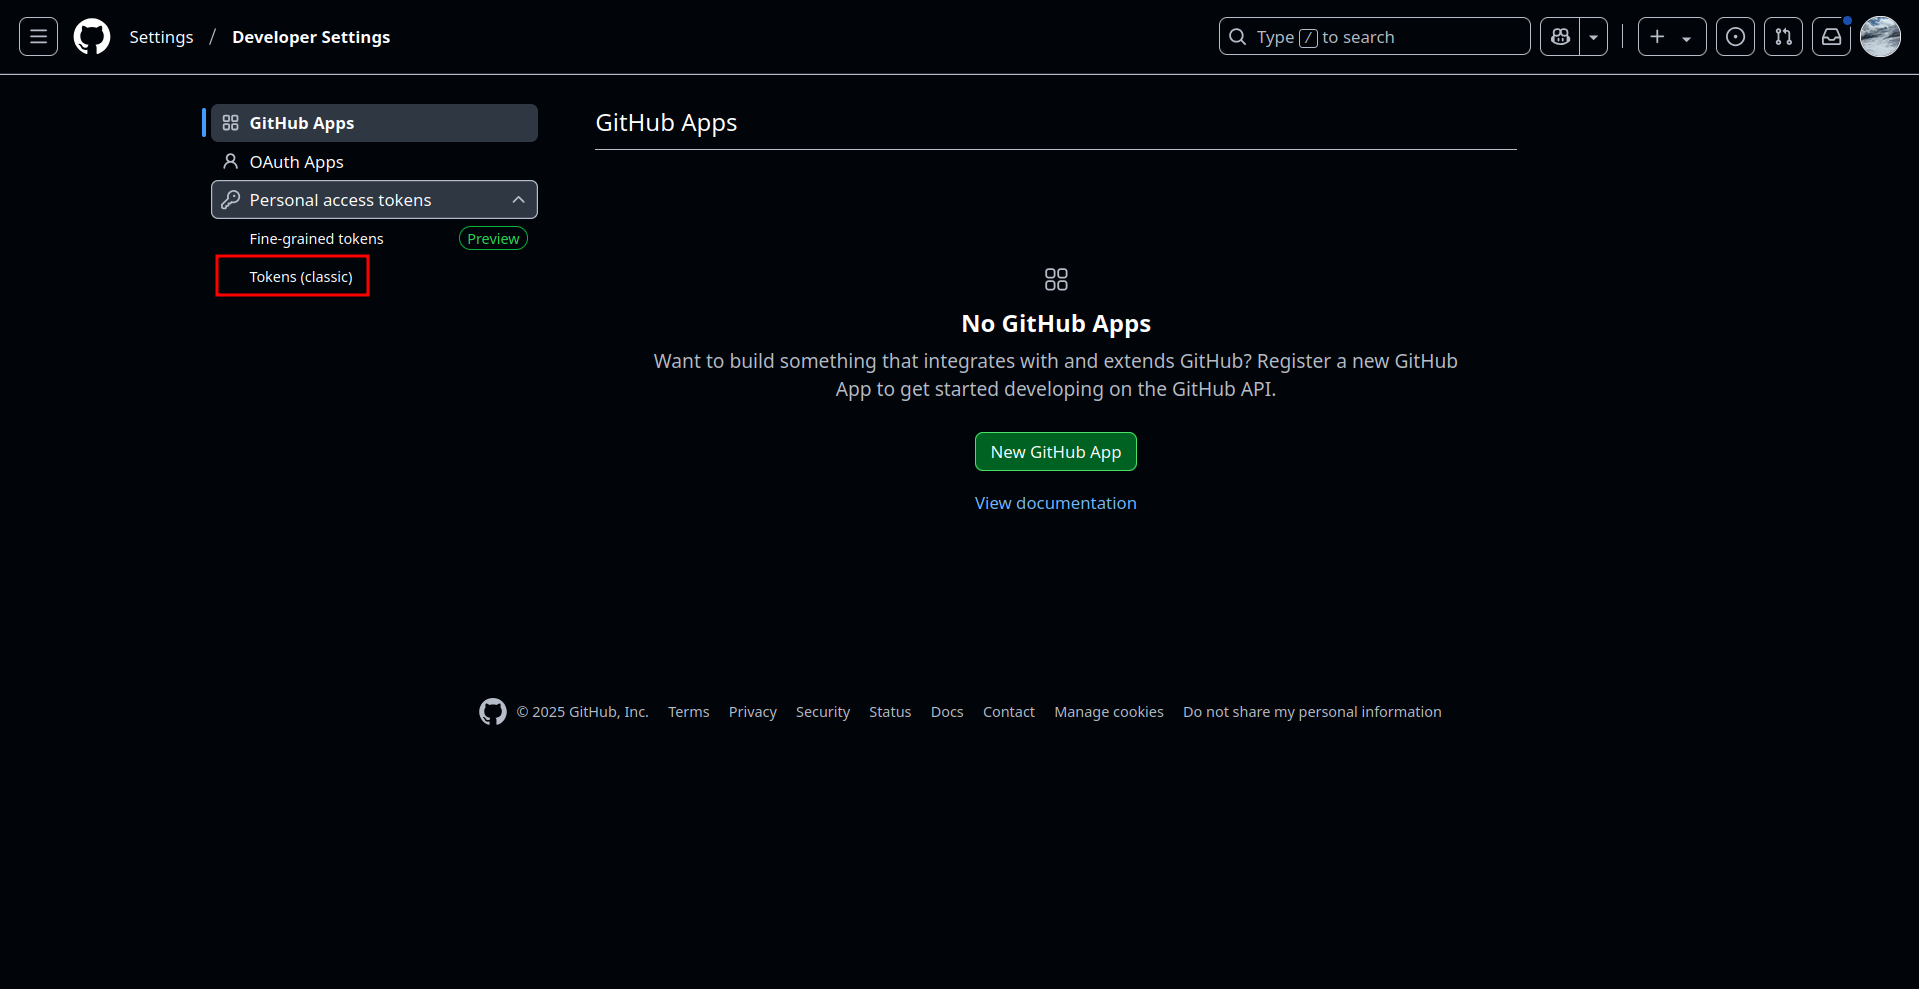 Settings / Developer Settings
Type / to search
GitHub Apps
OAuth Apps
Personal access tokens
Fine-grained tokens Preview
Tokens (classic)
GitHub Apps
No GitHub Apps
Want to build something that integrates with and extends GitHub? Register a new GitHub
App to get started developing on the GitHub API.
New GitHub App
View documentation
© 2025 GitHub, Inc. Terms Privacy Security Status Docs Contact Manage cookies Do not share my personal information